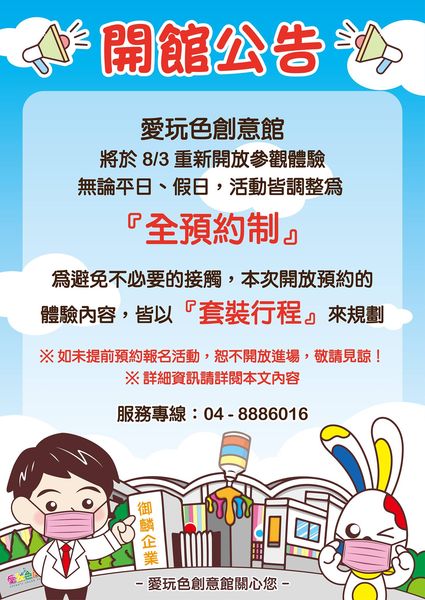 開館公告
愛玩色創意館
將於 8/3 重新開放參觀體驗
無論平日、假日，活動皆調整為
『全預約制』
為避免不必要的接觸，本次開放預約的
體驗內容，皆以『套裝行程』來規劃
※ 如未提前預約報名活動，恕不開放進場，敬請見諒！
※ 詳細資訊請詳閱本文內容
服務專線：04 - 8886016
御麟企業
- 愛玩色創意館關心您 -